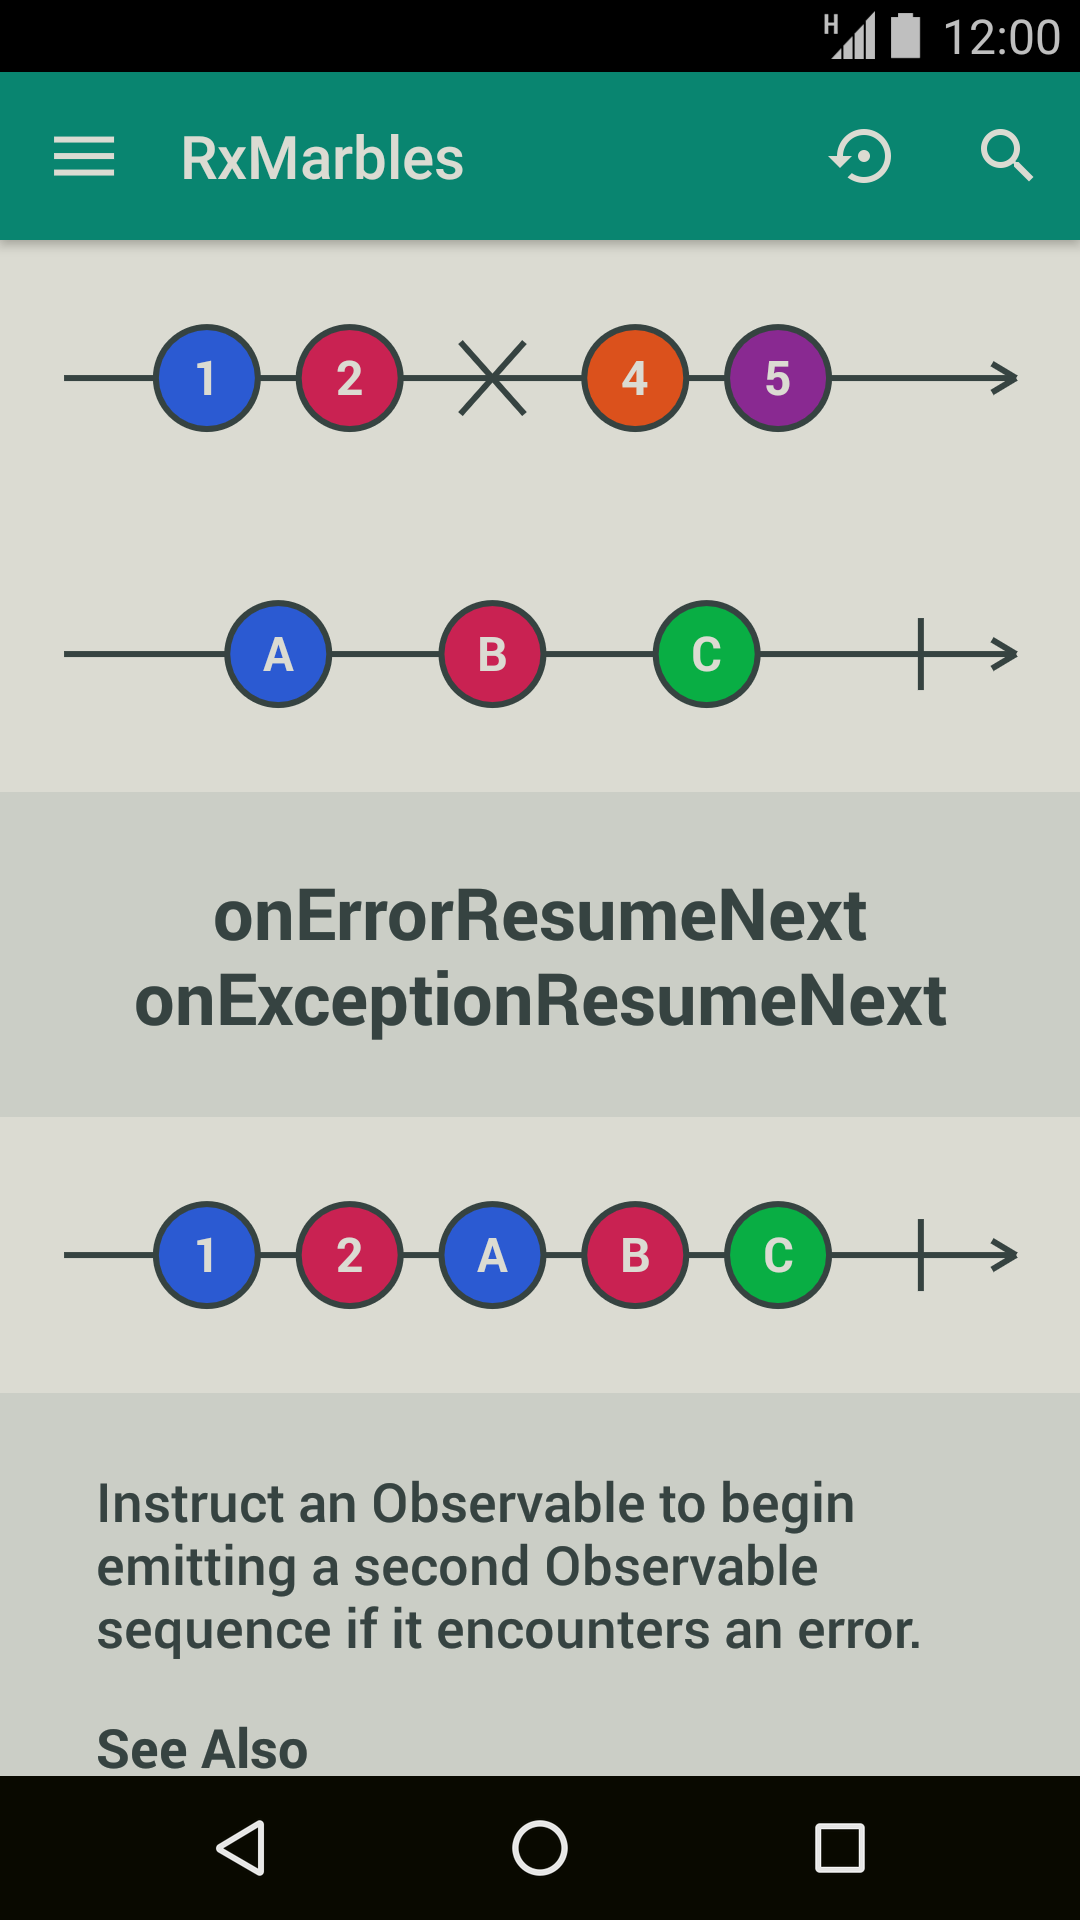 H 12:00
RxMarbles
1 2 4 5
A B C
onErrorResumeNext
onExceptionResumeNext
1 2 A B C
Instruct an Observable to begin
emitting a second Observable
sequence if it encounters an error.
See Also